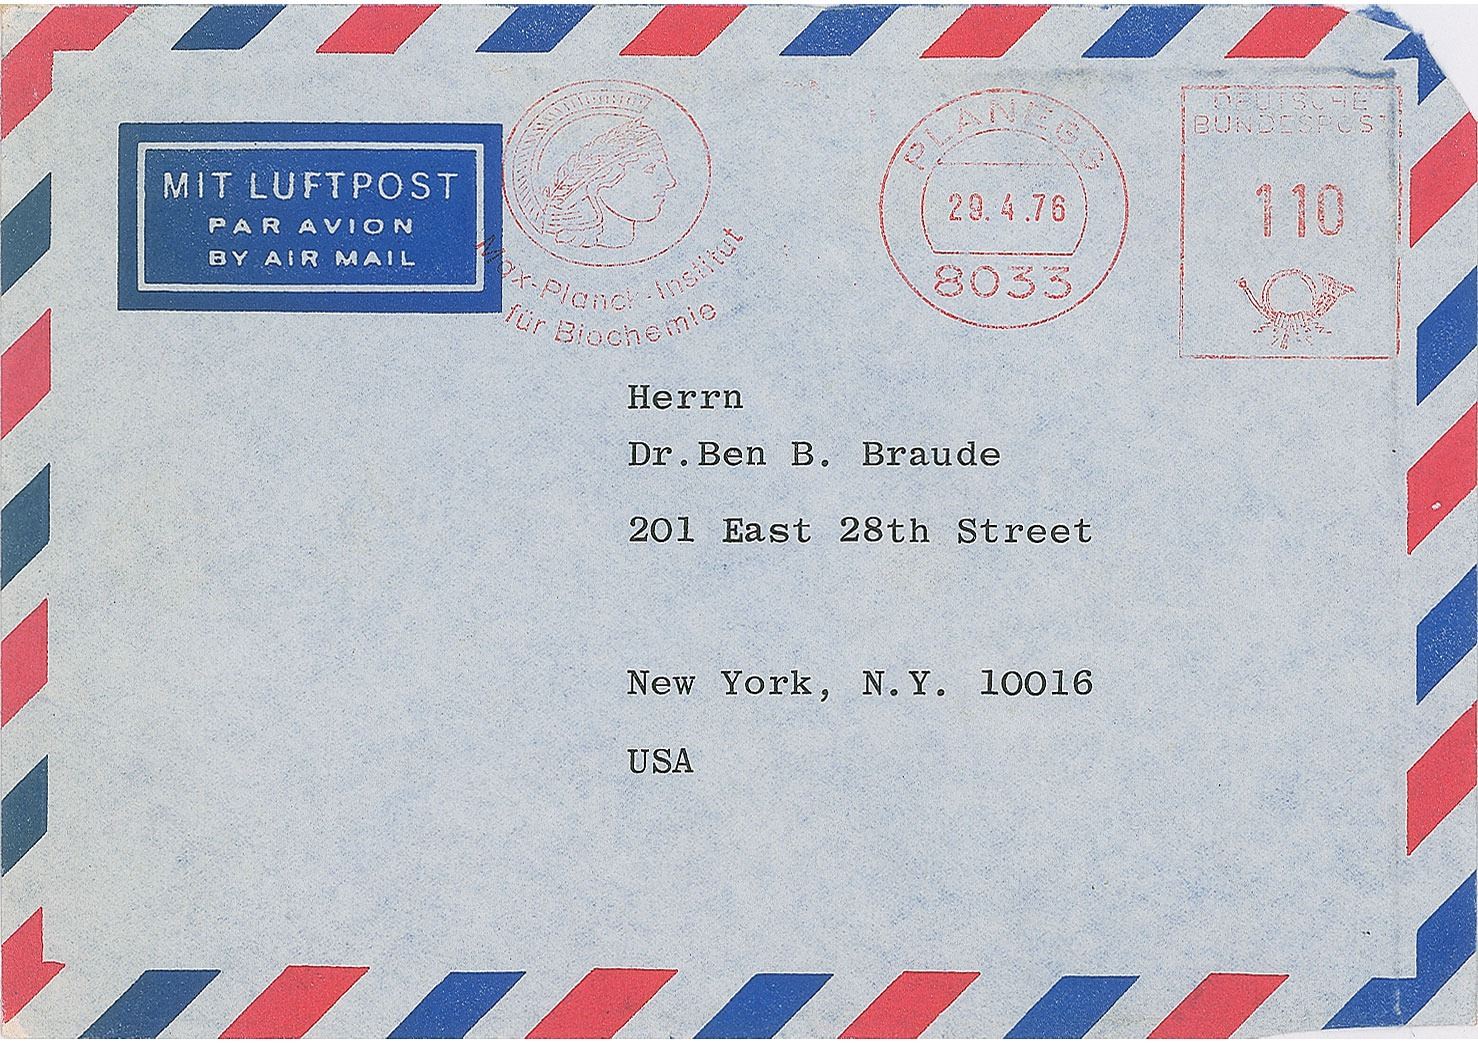 MIT LUFTPOST
PAR AVION
BY AIR MAIL
Max-Planck-Institut
für Biochemie
PLANEGG
29.4.76
8033
DEUTSCHE
BUNDESPOST
110
Herrn
Dr.Ben B. Braude
201 East 28th Street
New York, N.Y. 10016
USA